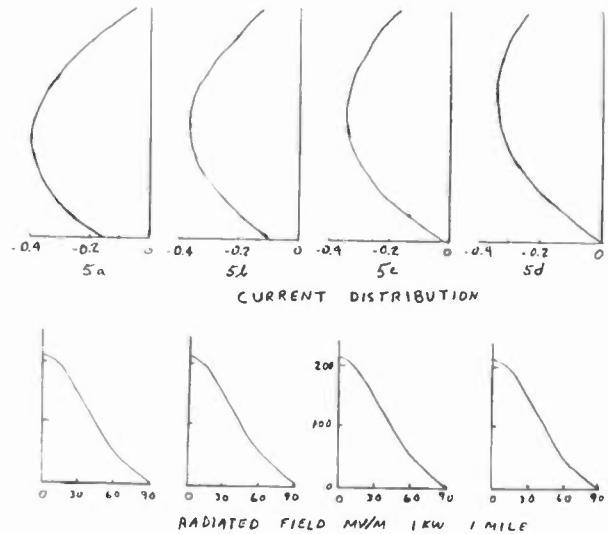 -0.4 -0.2 0 -0.4 -0.2 0 -0.4 -0.2 0 -0.4 -0.2 0
5a 5b 5c 5d
CURRENT DISTRIBUTION
200
100
0
0 30 60 90 0 30 60 90 0 30 60 90 0 30 60 90
RADIATED FIELD MV/M 1KW 1 MILE